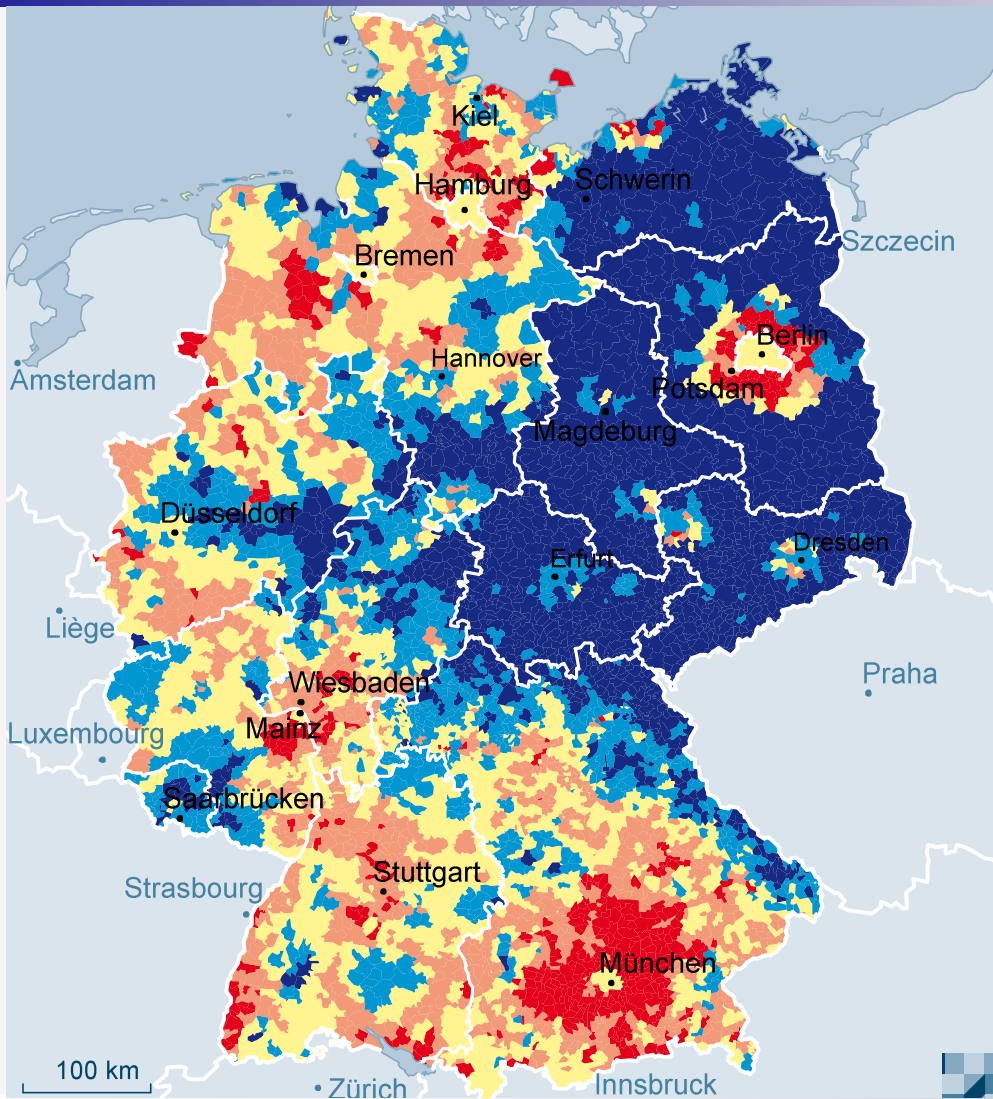 Kiel
Schwerin
Hamburg
Szczecin
Bremen
Berlin
Hannover
Amsterdam
Potsdam
Magdeburg
Düsseldorf
Dresden
Erfurt
Liège
Praha
Wiesbaden
Mainz
Luxembourg
Saarbrücken
Stuttgart
Strasbourg
München
100 km
Zürich
Innsbruck